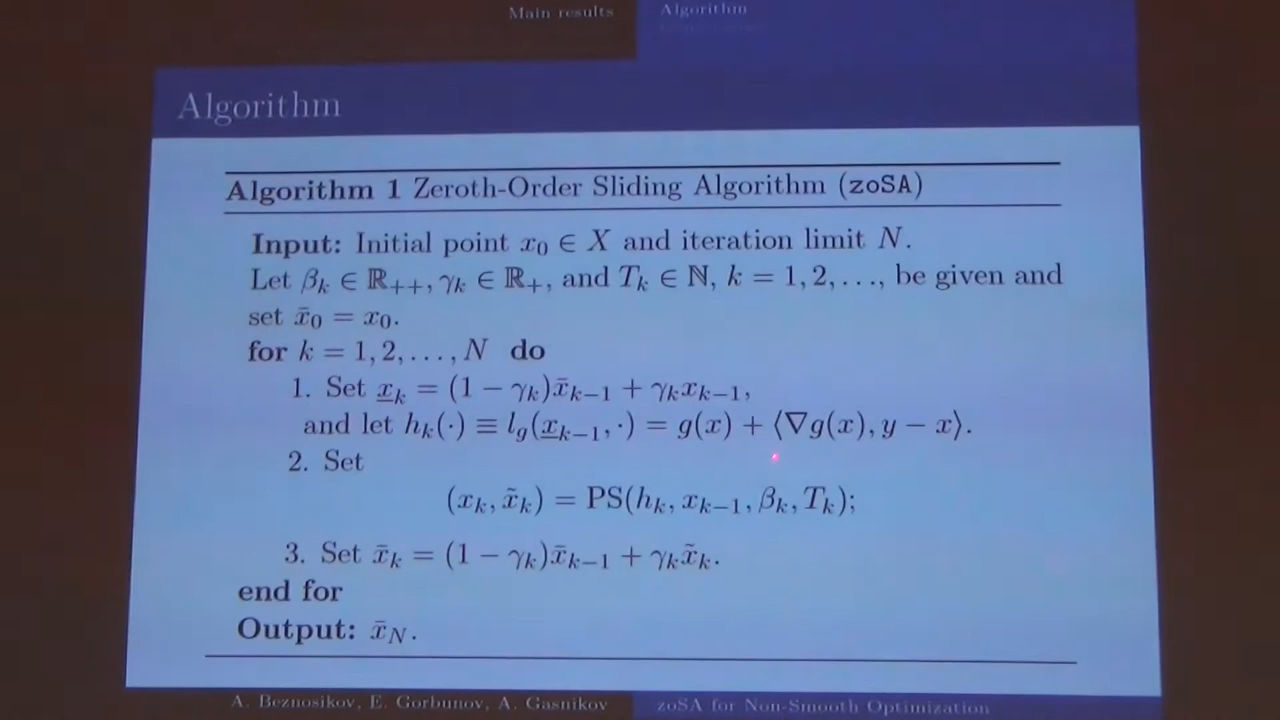 Main results Algorithm
Algorithm
Algorithm 1 Zeroth-Order Sliding Algorithm (zoSA)
Input: Initial point x₀ ∈ X and iteration limit N.
Let βₖ ∈ ℝ₊₊, γₖ ∈ ℝ₊, and Tₖ ∈ ℕ, k = 1, 2, . . ., be given and
set x̄₀ = x₀.
for k = 1, 2, . . . , N do
1. Set x̲ₖ = (1 − γₖ)x̄ₖ₋₁ + γₖxₖ₋₁,
and let hₖ(·) ≡ l_g(x̲ₖ₋₁, ·) = g(x) + ⟨∇g(x), y − x⟩.
2. Set
(xₖ, x̃ₖ) = PS(hₖ, xₖ₋₁, βₖ, Tₖ);
3. Set x̄ₖ = (1 − γₖ)x̄ₖ₋₁ + γₖx̃ₖ.
end for
Output: x̄_N.
A. Beznosikov, E. Gorbunov, A. Gasnikov zoSA for Non-Smooth Optimization